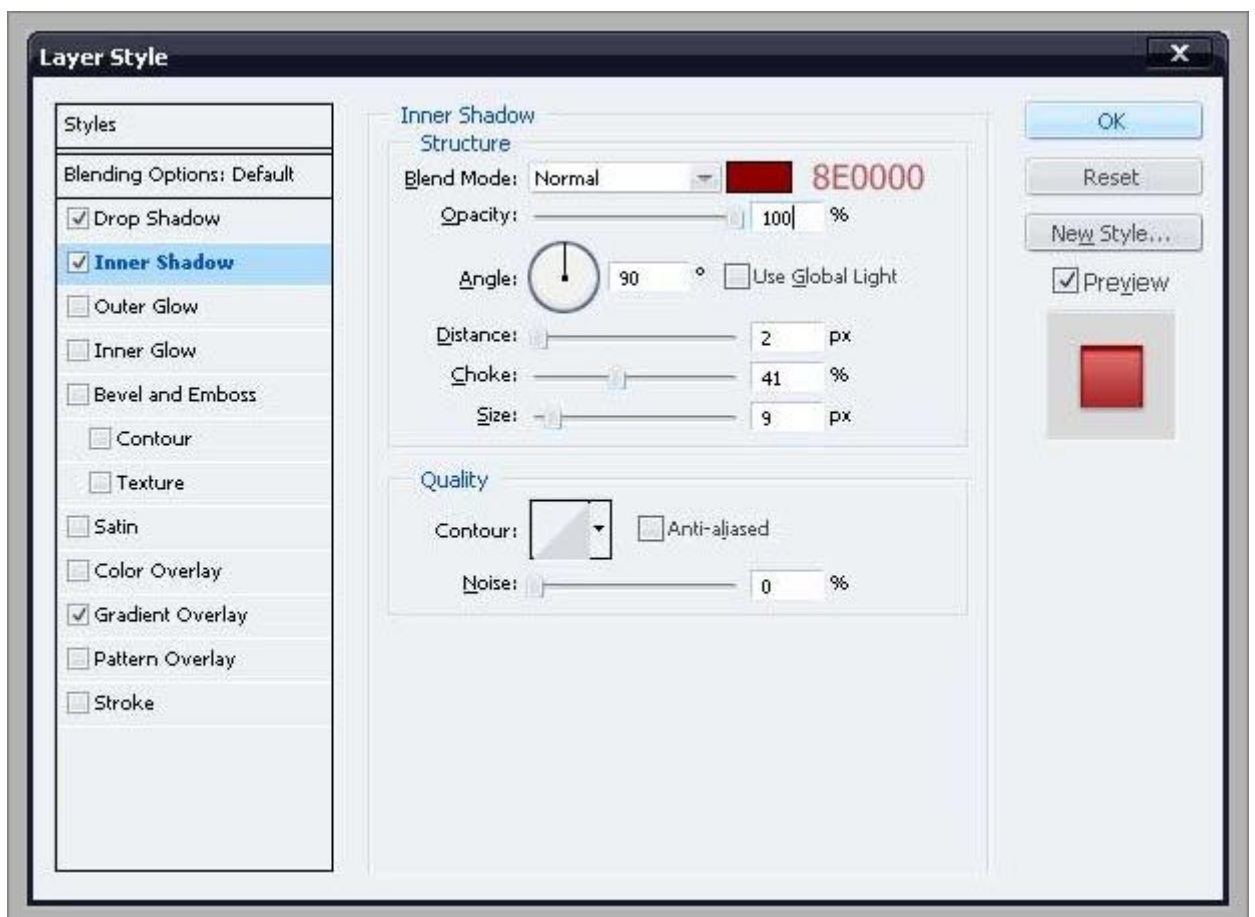 Layer Style
X
Styles
Blending Options: Default
Drop Shadow
Inner Shadow
Outer Glow
Inner Glow
Bevel and Emboss
Contour
Texture
Satin
Color Overlay
Gradient Overlay
Pattern Overlay
Stroke
Inner Shadow
Structure
Blend Mode: Normal 8E0000
Opacity: 100 %
Angle: 90 ° Use Global Light
Distance: 2 px
Choke: 41 %
Size: 9 px
Quality
Contour: Anti-aliased
Noise: 0 %
OK
Reset
New Style...
Preview